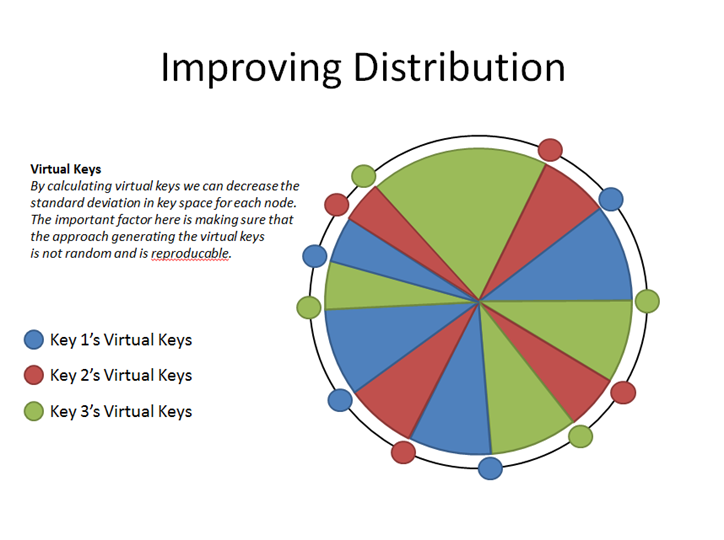 Improving Distribution
Virtual Keys
By calculating virtual keys we can decrease the
standard deviation in key space for each node.
The important factor here is making sure that
the approach generating the virtual keys
is not random and is reproducable.
Key 1's Virtual Keys
Key 2's Virtual Keys
Key 3's Virtual Keys